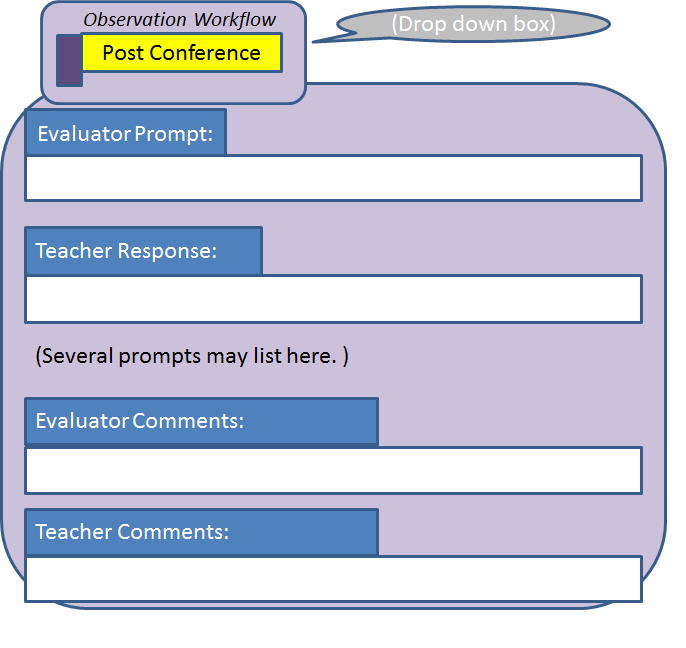 Observation Workflow
(Drop down box)
Post Conference
Evaluator Prompt:
Teacher Response:
(Several prompts may list here. )
Evaluator Comments:
Teacher Comments: